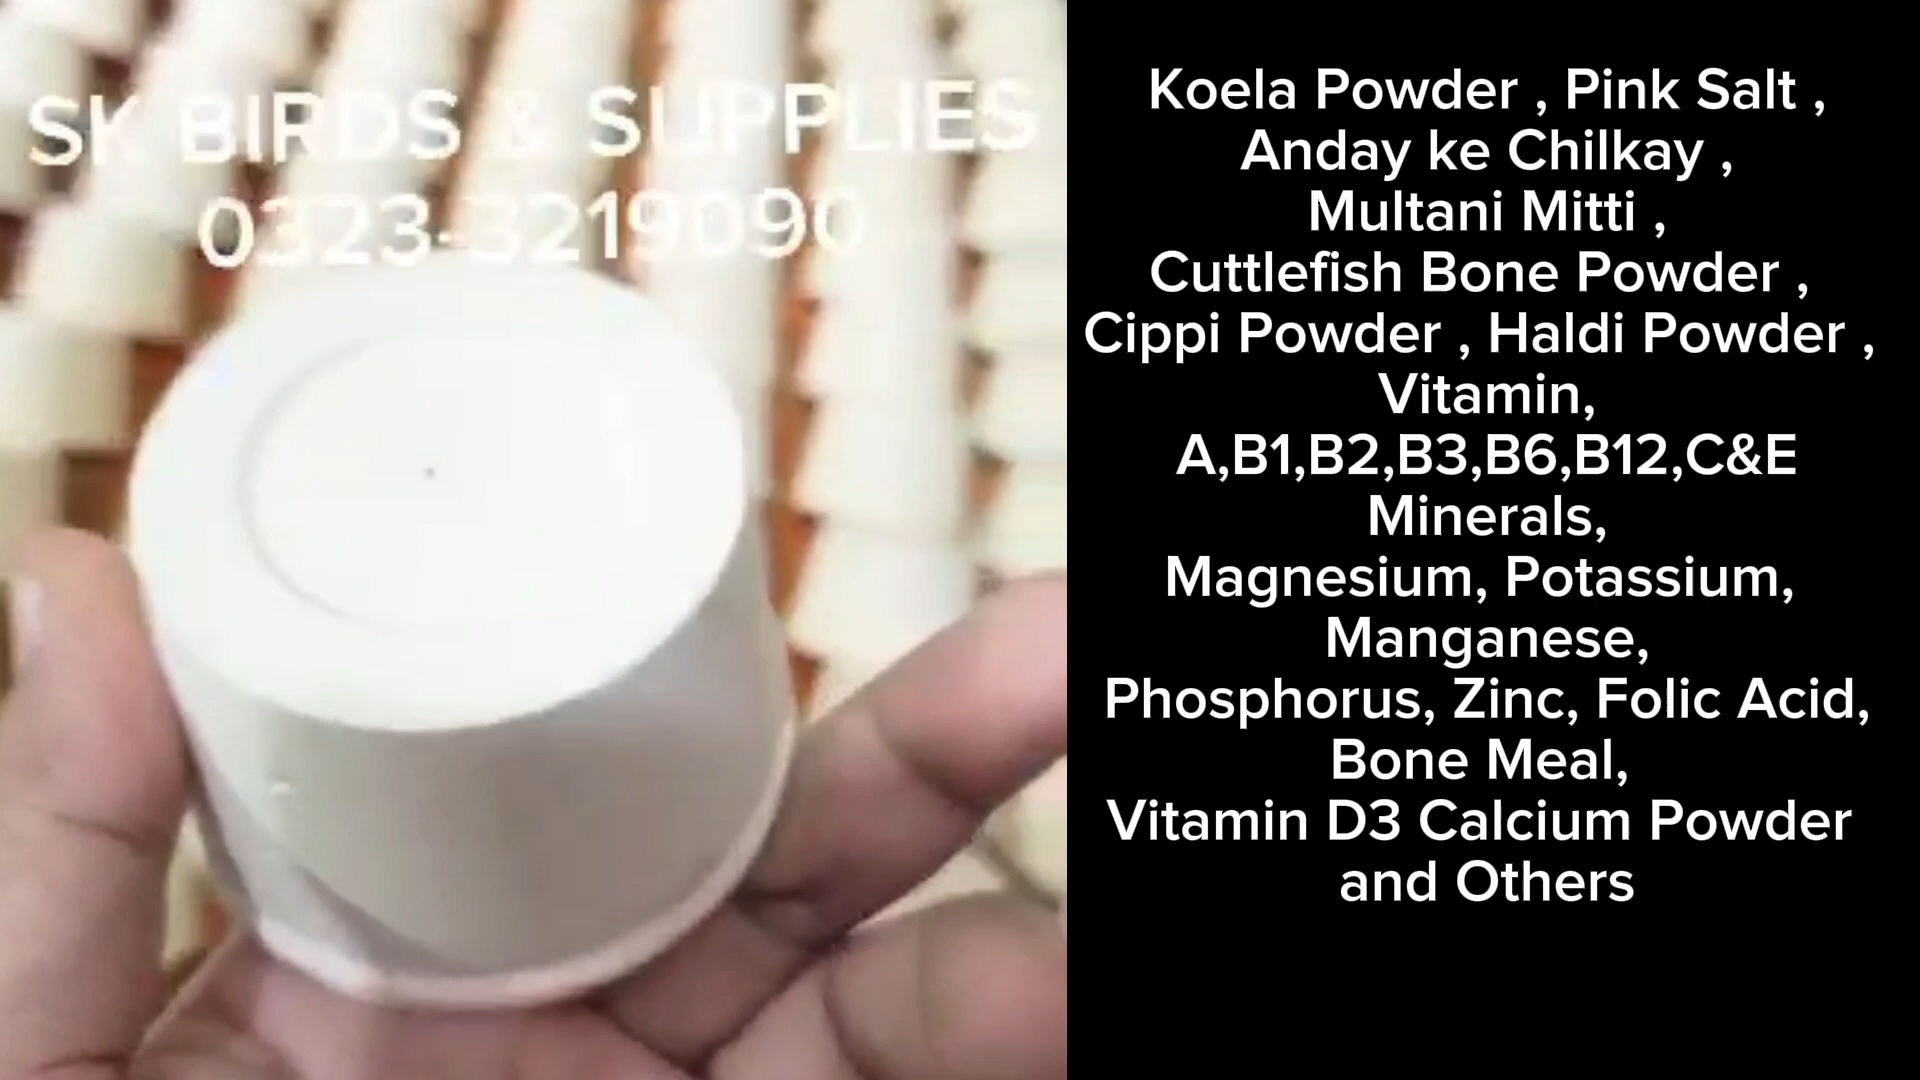 SK BIRDS & SUPPLIES
0323-3219090
Koela Powder , Pink Salt ,
Anday ke Chilkay ,
Multani Mitti ,
Cuttlefish Bone Powder ,
Cippi Powder , Haldi Powder ,
Vitamin,
A,B1,B2,B3,B6,B12,C&E
Minerals,
Magnesium, Potassium,
Manganese,
Phosphorus, Zinc, Folic Acid,
Bone Meal,
Vitamin D3 Calcium Powder
and Others